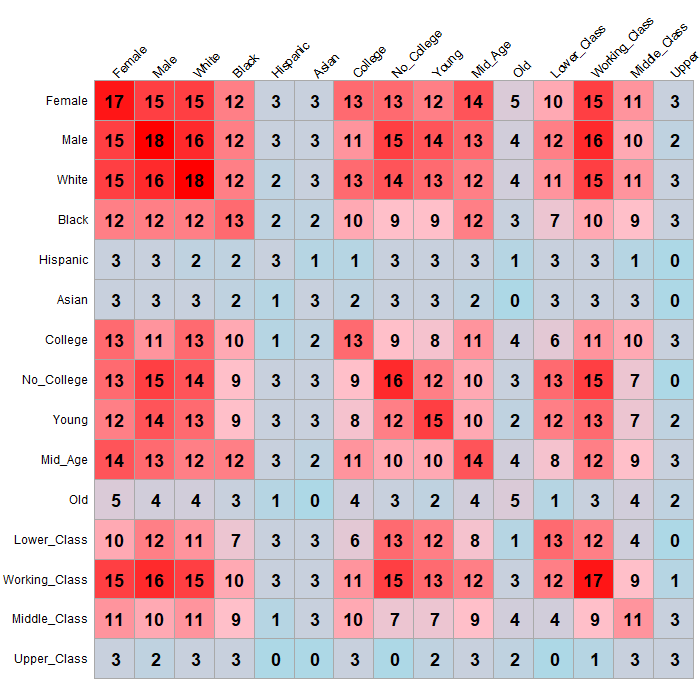 Female Male White Black Hispanic Asian College No_College Young Mid_Age Old Lower_Class Working_Class Middle_Class Upper
Female 17 15 15 12 3 3 13 13 12 14 5 10 15 11 3
Male 15 18 16 12 3 3 11 15 14 13 4 12 16 10 2
White 15 16 18 12 2 3 13 14 13 12 4 11 15 11 3
Black 12 12 12 13 2 2 10 9 9 12 3 7 10 9 3
Hispanic 3 3 2 2 3 1 1 3 3 3 1 3 3 1 0
Asian 3 3 3 2 1 3 2 3 3 2 0 3 3 3 0
College 13 11 13 10 1 2 13 9 8 11 4 6 11 10 3
No_College 13 15 14 9 3 3 9 16 12 10 3 13 15 7 0
Young 12 14 13 9 3 3 8 12 15 10 2 12 13 7 2
Mid_Age 14 13 12 12 3 2 11 10 10 14 4 8 12 9 3
Old 5 4 4 3 1 0 4 3 2 4 5 1 3 4 2
Lower_Class 10 12 11 7 3 3 6 13 12 8 1 13 12 4 0
Working_Class 15 16 15 10 3 3 11 15 13 12 3 12 17 9 1
Middle_Class 11 10 11 9 1 3 10 7 7 9 4 4 9 11 3
Upper_Class 3 2 3 3 0 0 3 0 2 3 2 0 1 3 3